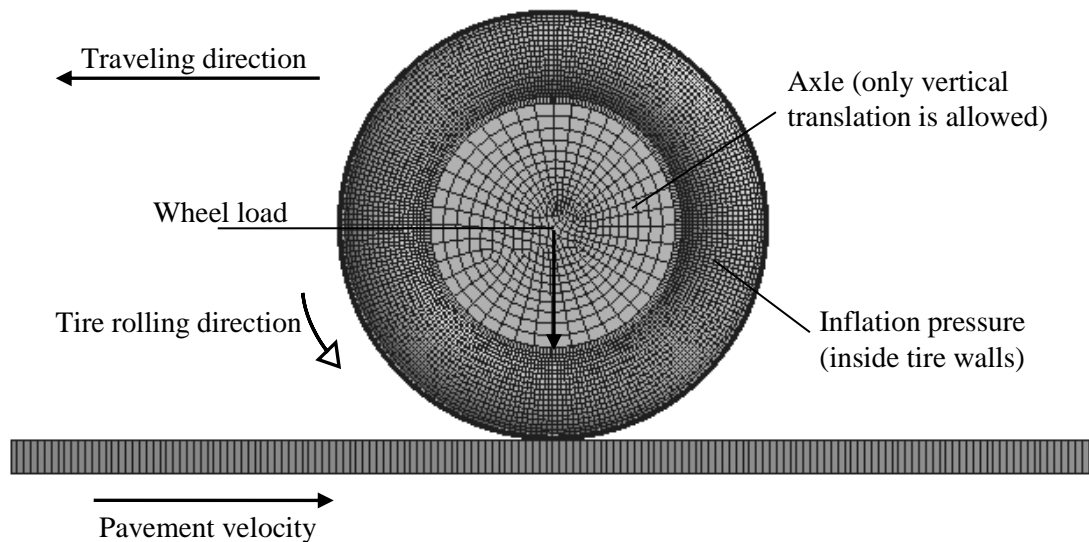 Traveling direction
Axle (only vertical
translation is allowed)
Wheel load
Tire rolling direction
Inflation pressure
(inside tire walls)
Pavement velocity